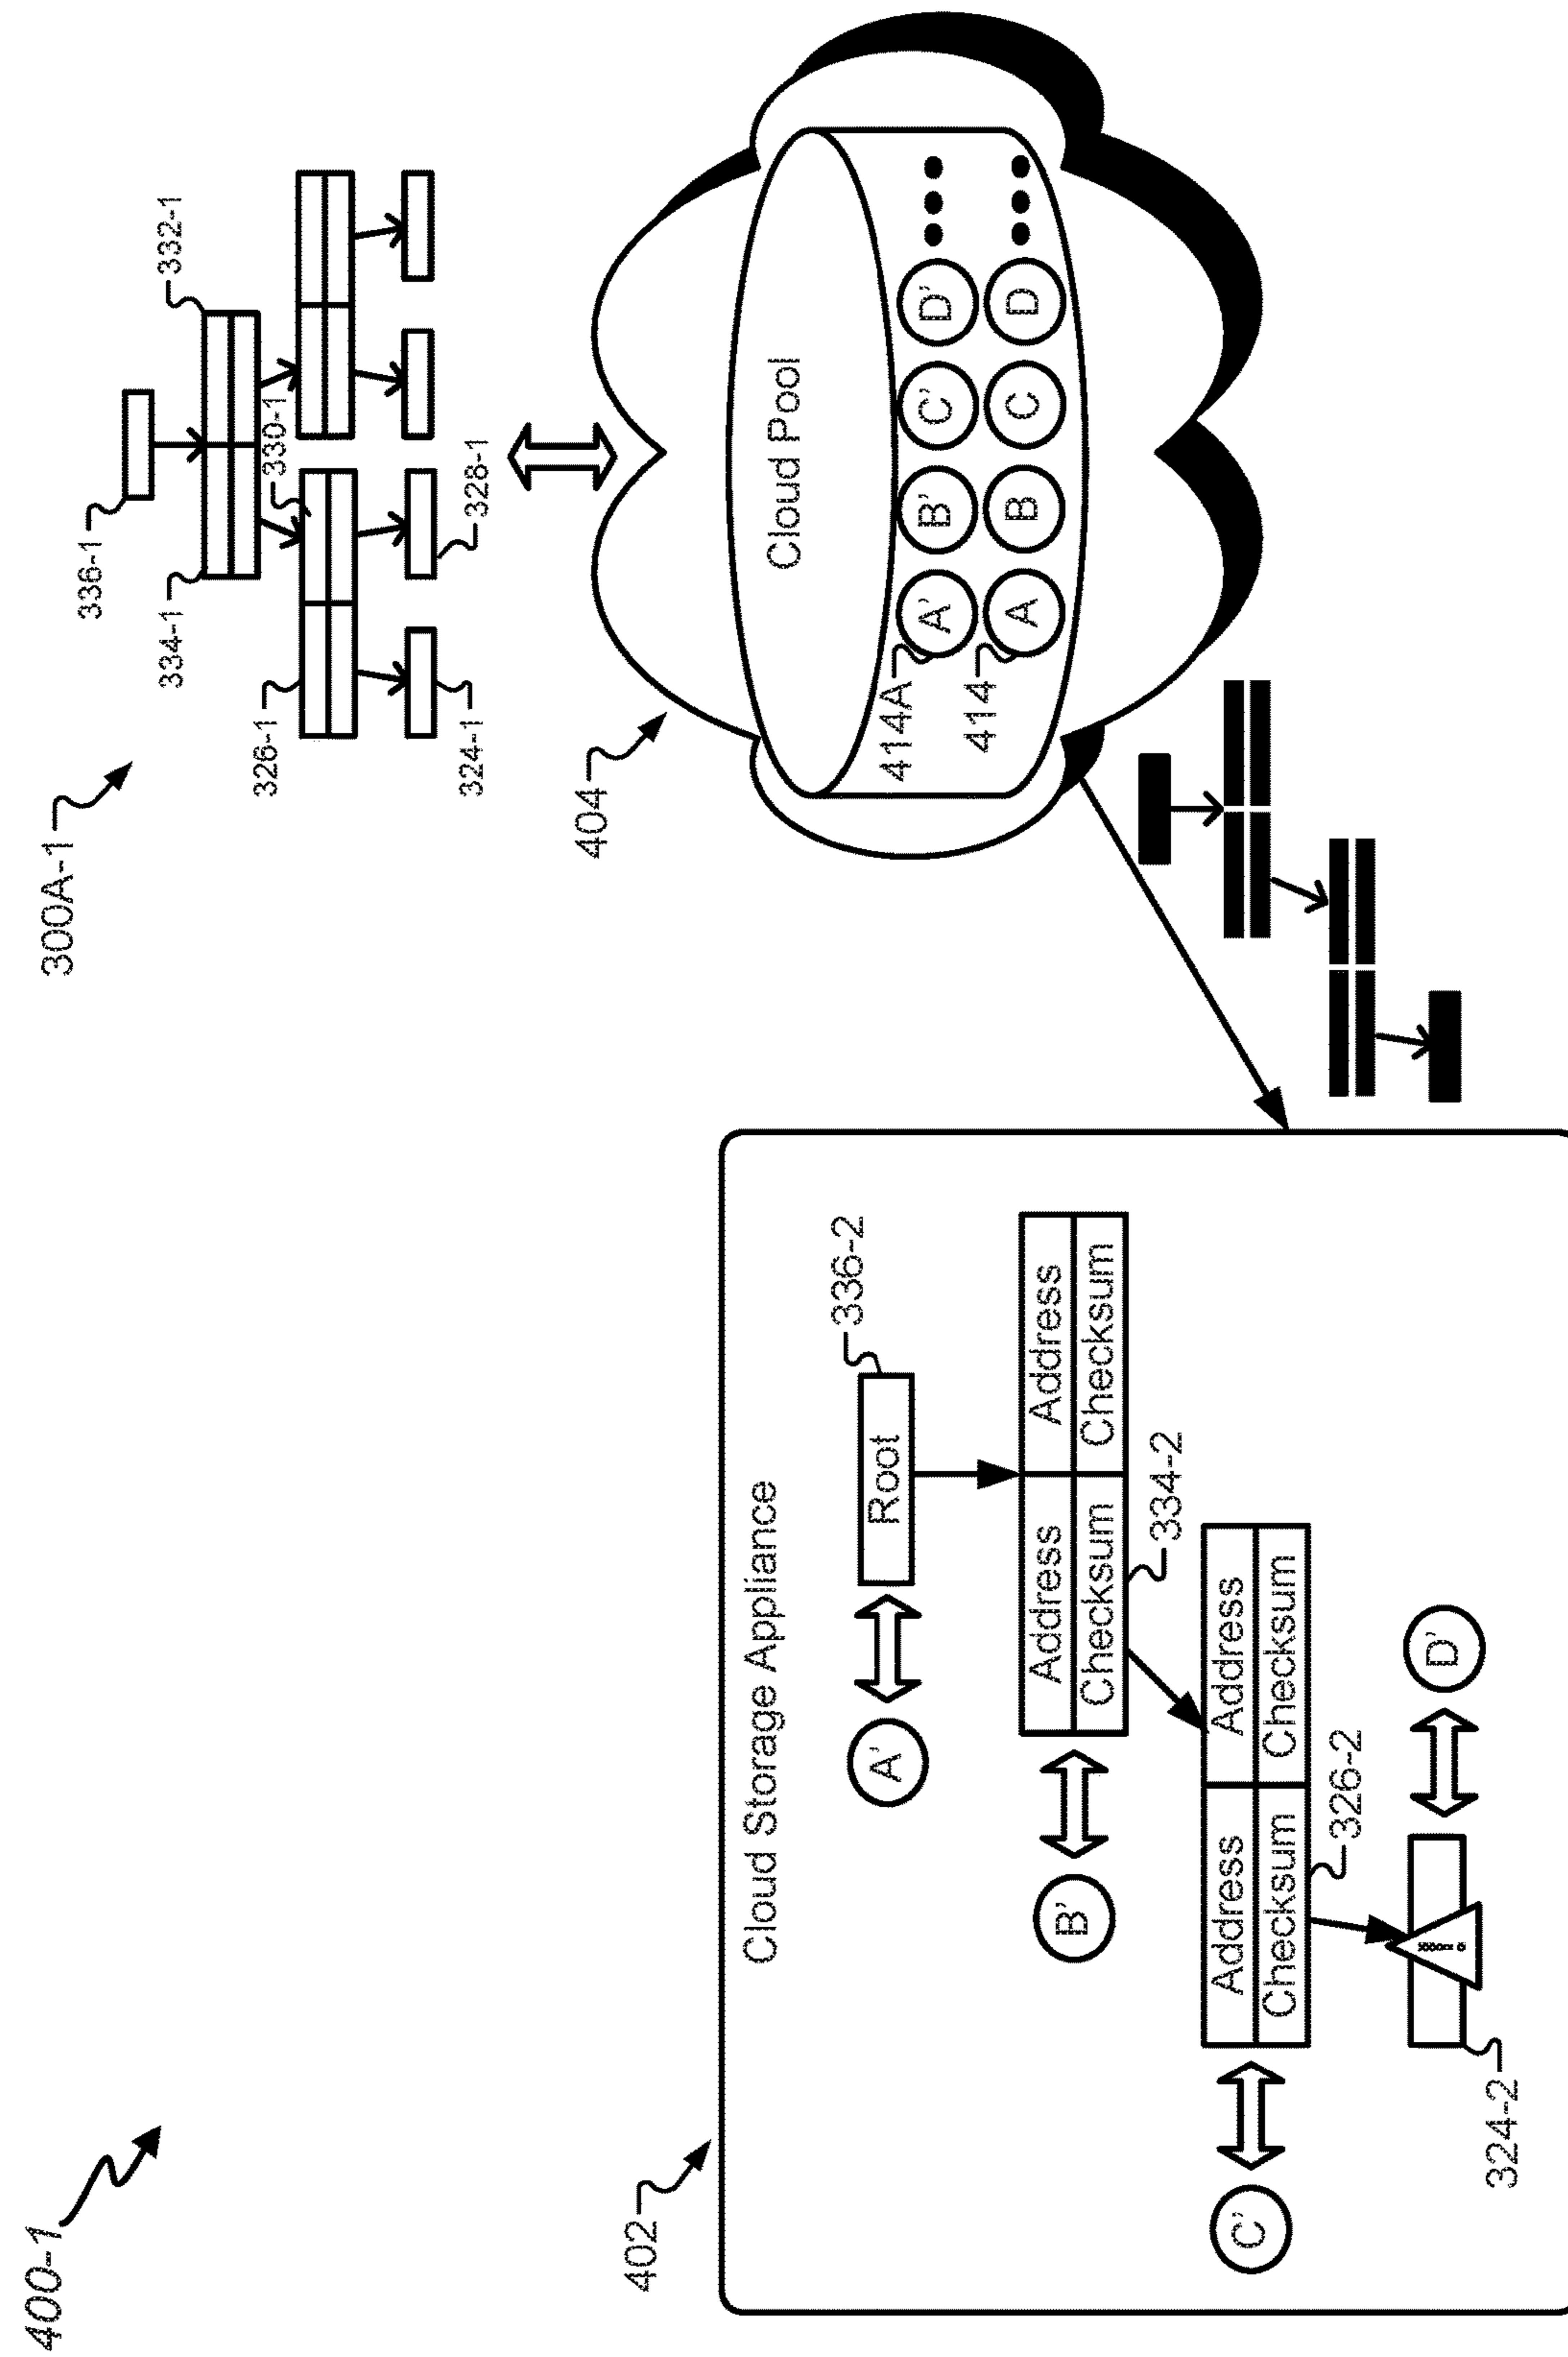 400-1
300A-1
336-1
334-1
332-1
326-1
330-1
324-1
328-1
404
Cloud Pool
414A
A' B' C' D'
414
A B C D
402
Cloud Storage Appliance
A'
Root
336-2
B'
Address Address
Checksum Checksum
334-2
C'
Address Address
Checksum Checksum
326-2
324-2
D'